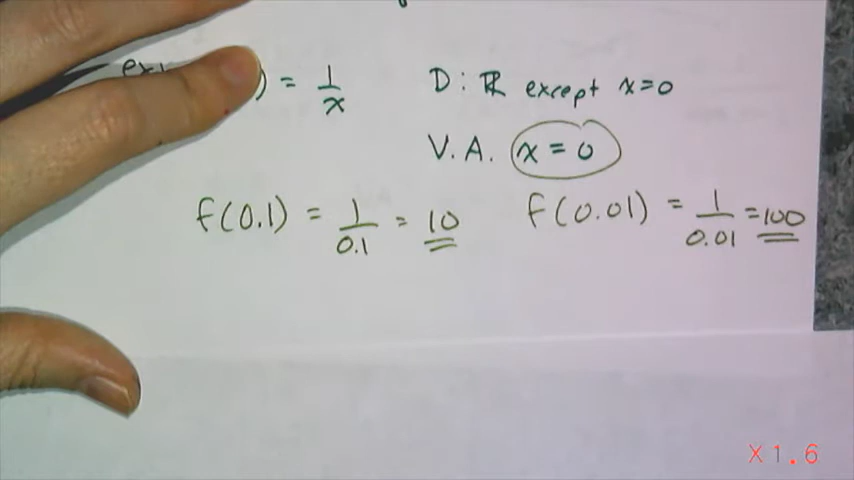 ) = 1/x D: ℝ except x=0
V.A. x = 0
f(0.1) = 1/0.1 = 10 f(0.01) = 1/0.01 = 100
X1.6